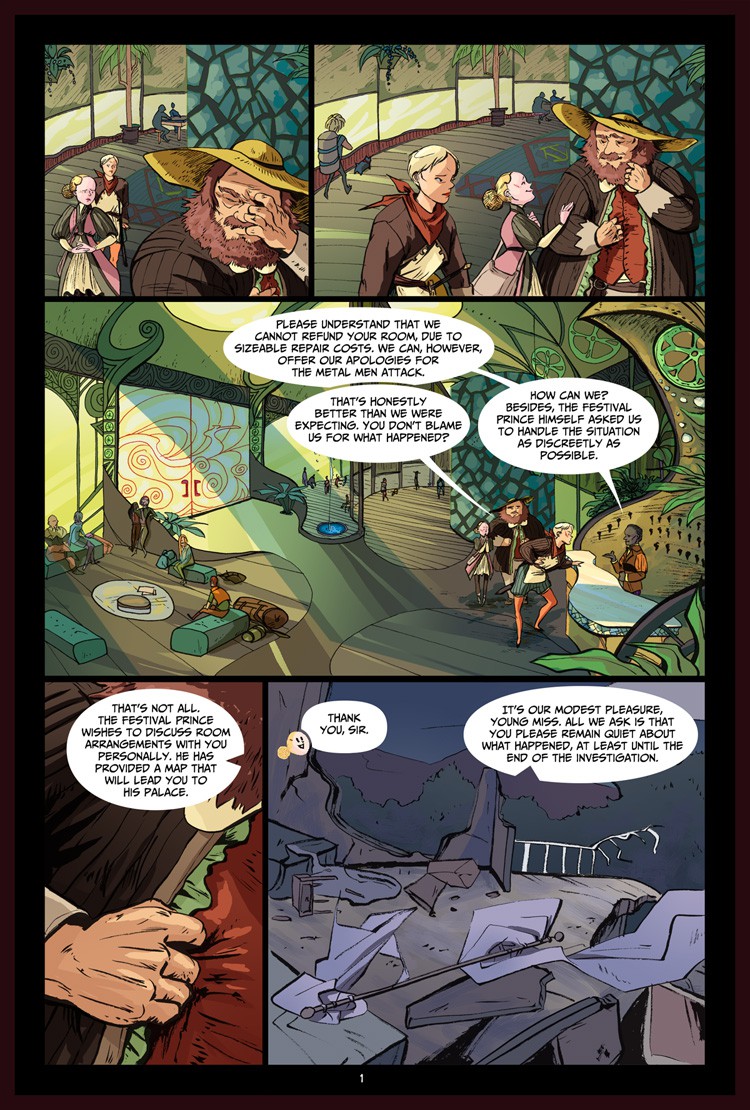 PLEASE UNDERSTAND THAT WE
CANNOT REFUND YOUR ROOM, DUE TO
SIZEABLE REPAIR COSTS. WE CAN, HOWEVER,
OFFER OUR APOLOGIES FOR
THE METAL MEN ATTACK.
THAT'S HONESTLY
BETTER THAN WE WERE
EXPECTING. YOU DON'T BLAME
US FOR WHAT HAPPENED?
HOW CAN WE?
BESIDES, THE FESTIVAL
PRINCE HIMSELF ASKED US
TO HANDLE THE SITUATION
AS DISCREETLY AS
POSSIBLE.
THAT'S NOT ALL.
THE FESTIVAL PRINCE
WISHES TO DISCUSS ROOM
ARRANGEMENTS WITH YOU
PERSONALLY. HE HAS
PROVIDED A MAP THAT
WILL LEAD YOU TO
HIS PALACE.
THANK
YOU, SIR.
IT'S OUR MODEST PLEASURE,
YOUNG MISS. ALL WE ASK IS THAT
YOU PLEASE REMAIN QUIET ABOUT
WHAT HAPPENED, AT LEAST UNTIL THE
END OF THE INVESTIGATION.
1